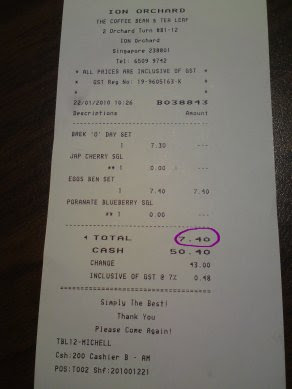 ION ORCHARD
THE COFFEE BEAN & TEA LEAF
2 Orchard Turn #B1-12
ION Orchard
Singapore 238801
Tel: 6509 9742
* ALL PRICES ARE INCLUSIVE OF GST *
* GST Reg No: 19-9605163-K *
22/01/2010 10:26 B038843
Descriptions Amount
BACK 'O' DAY SET
1 7.30 ---
JAP CHERRY SGL
** 1 0.00 ---
EGGS BEN SET
1 7.40 7.40
PGRANATE BLUEBERRY SGL
** 1 0.00 ---
TOTAL 7.40
CASH 50.40
CHANGE 43.00
INCLUSIVE OF GST @ 7% 0.48
Simply The Best!
Thank You
Please Come Again!
TBL12-MICHELL
Csh:200 Cashier B - AM
POS:T002 Shf:201001221